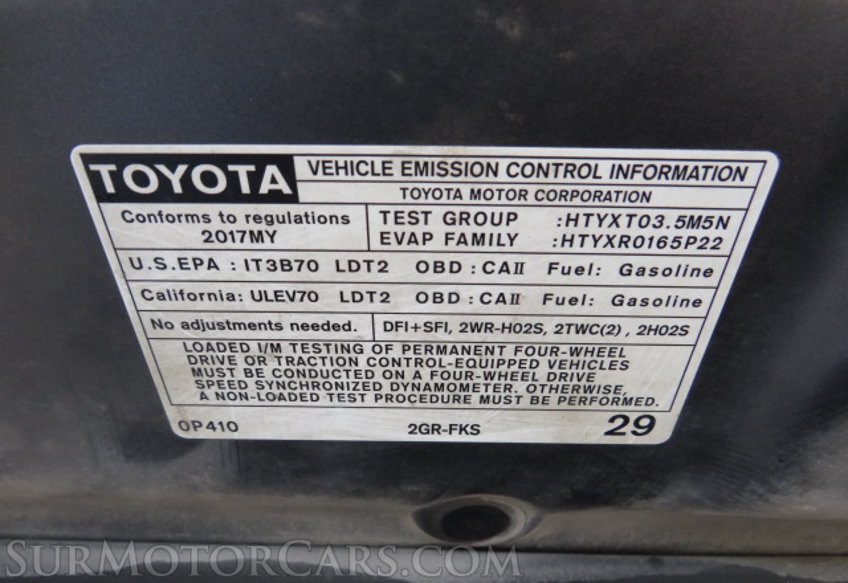 TOYOTA VEHICLE EMISSION CONTROL INFORMATION
TOYOTA MOTOR CORPORATION
Conforms to regulations
2017MY
TEST GROUP :HTYXT03.5M5N
EVAP FAMILY :HTYXR0165P22
U.S.EPA : IT3B70 LDT2 OBD : CAII Fuel: Gasoline
California: ULEV70 LDT2 OBD : CAII Fuel: Gasoline
No adjustments needed. DFI+SFI, 2WR-HO2S, 2TWC(2) , 2HO2S
LOADED I/M TESTING OF PERMANENT FOUR-WHEEL
DRIVE OR TRACTION CONTROL-EQUIPPED VEHICLES
MUST BE CONDUCTED ON A FOUR-WHEEL DRIVE
SPEED SYNCHRONIZED DYNAMOMETER. OTHERWISE,
A NON-LOADED TEST PROCEDURE MUST BE PERFORMED.
0P410 2GR-FKS 29
SURMOTORCARS.COM